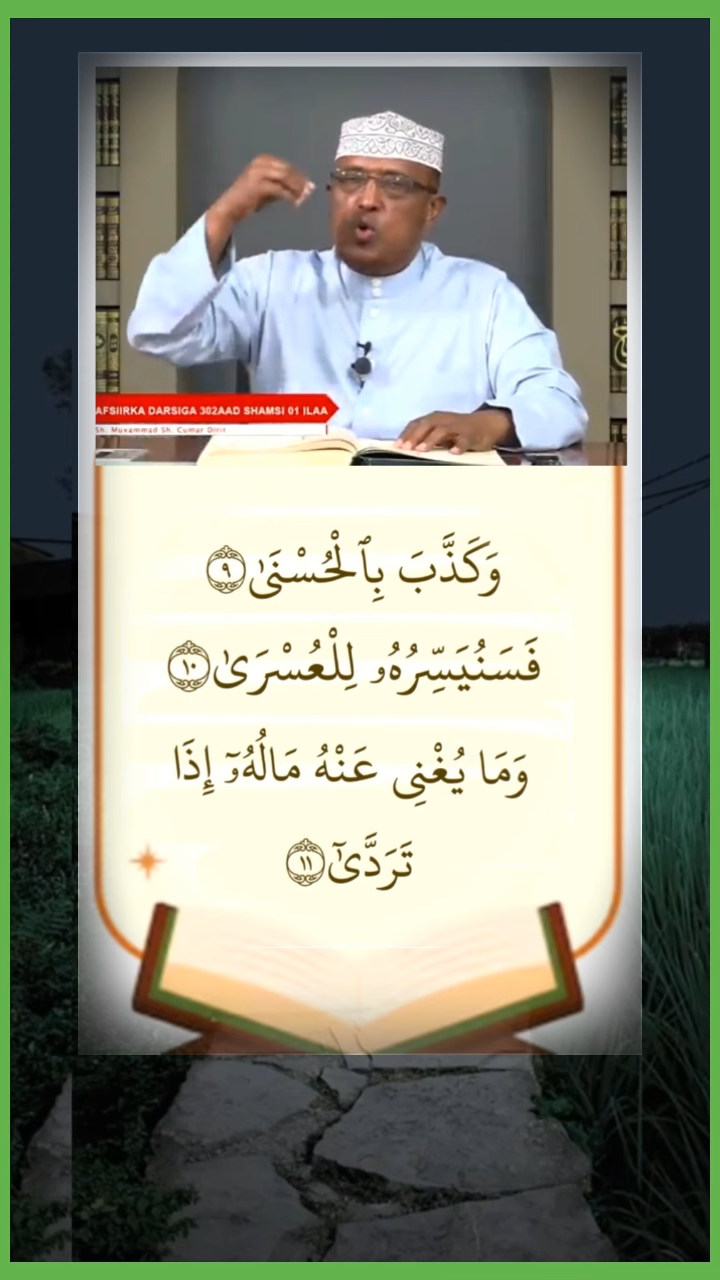 AFSIIRKA DARSIGA 302AAD SHAMSI 01 ILAA
Sh. Muxammad Sh. Cumar Dirir
وَكَذَّبَ بِٱلْحُسْنَىٰ ٩
فَسَنُيَسِّرُهُۥ لِلْعُسْرَىٰ ١٠
وَمَا يُغْنِى عَنْهُ مَالُهُۥٓ إِذَا
تَرَدَّىٰٓ ١١